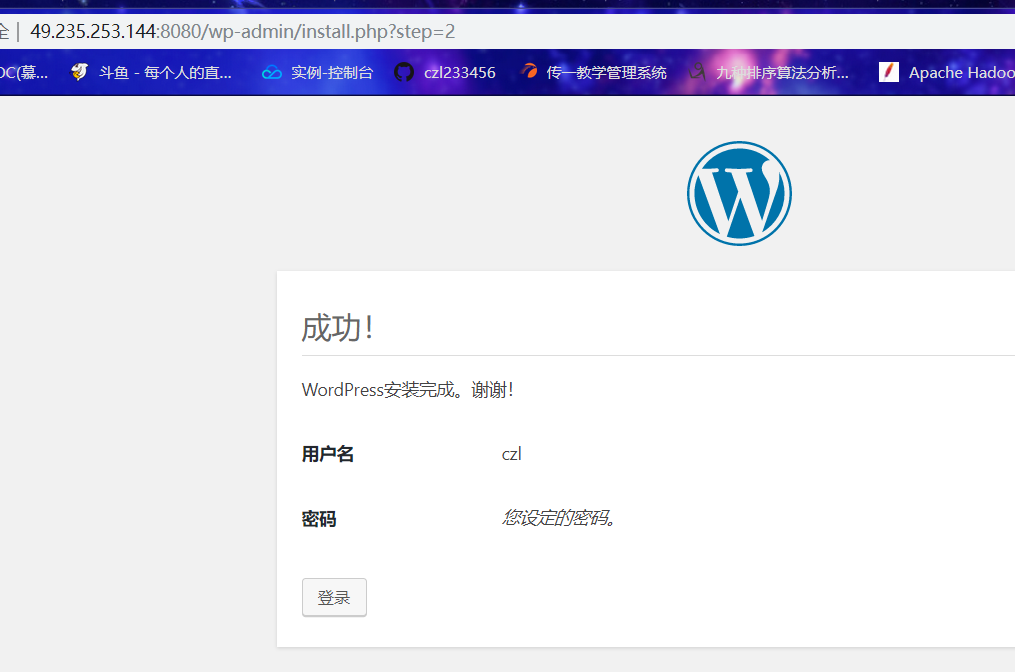 全 | 49.235.253.144:8080/wp-admin/install.php?step=2
OC(慕... 斗鱼 - 每个人的直... 实例-控制台 czl233456 传一教学管理系统 九种排序算法分析... Apache Hadoo
成功！
WordPress安装完成。谢谢！
用户名 czl
密码 您设定的密码。
登录